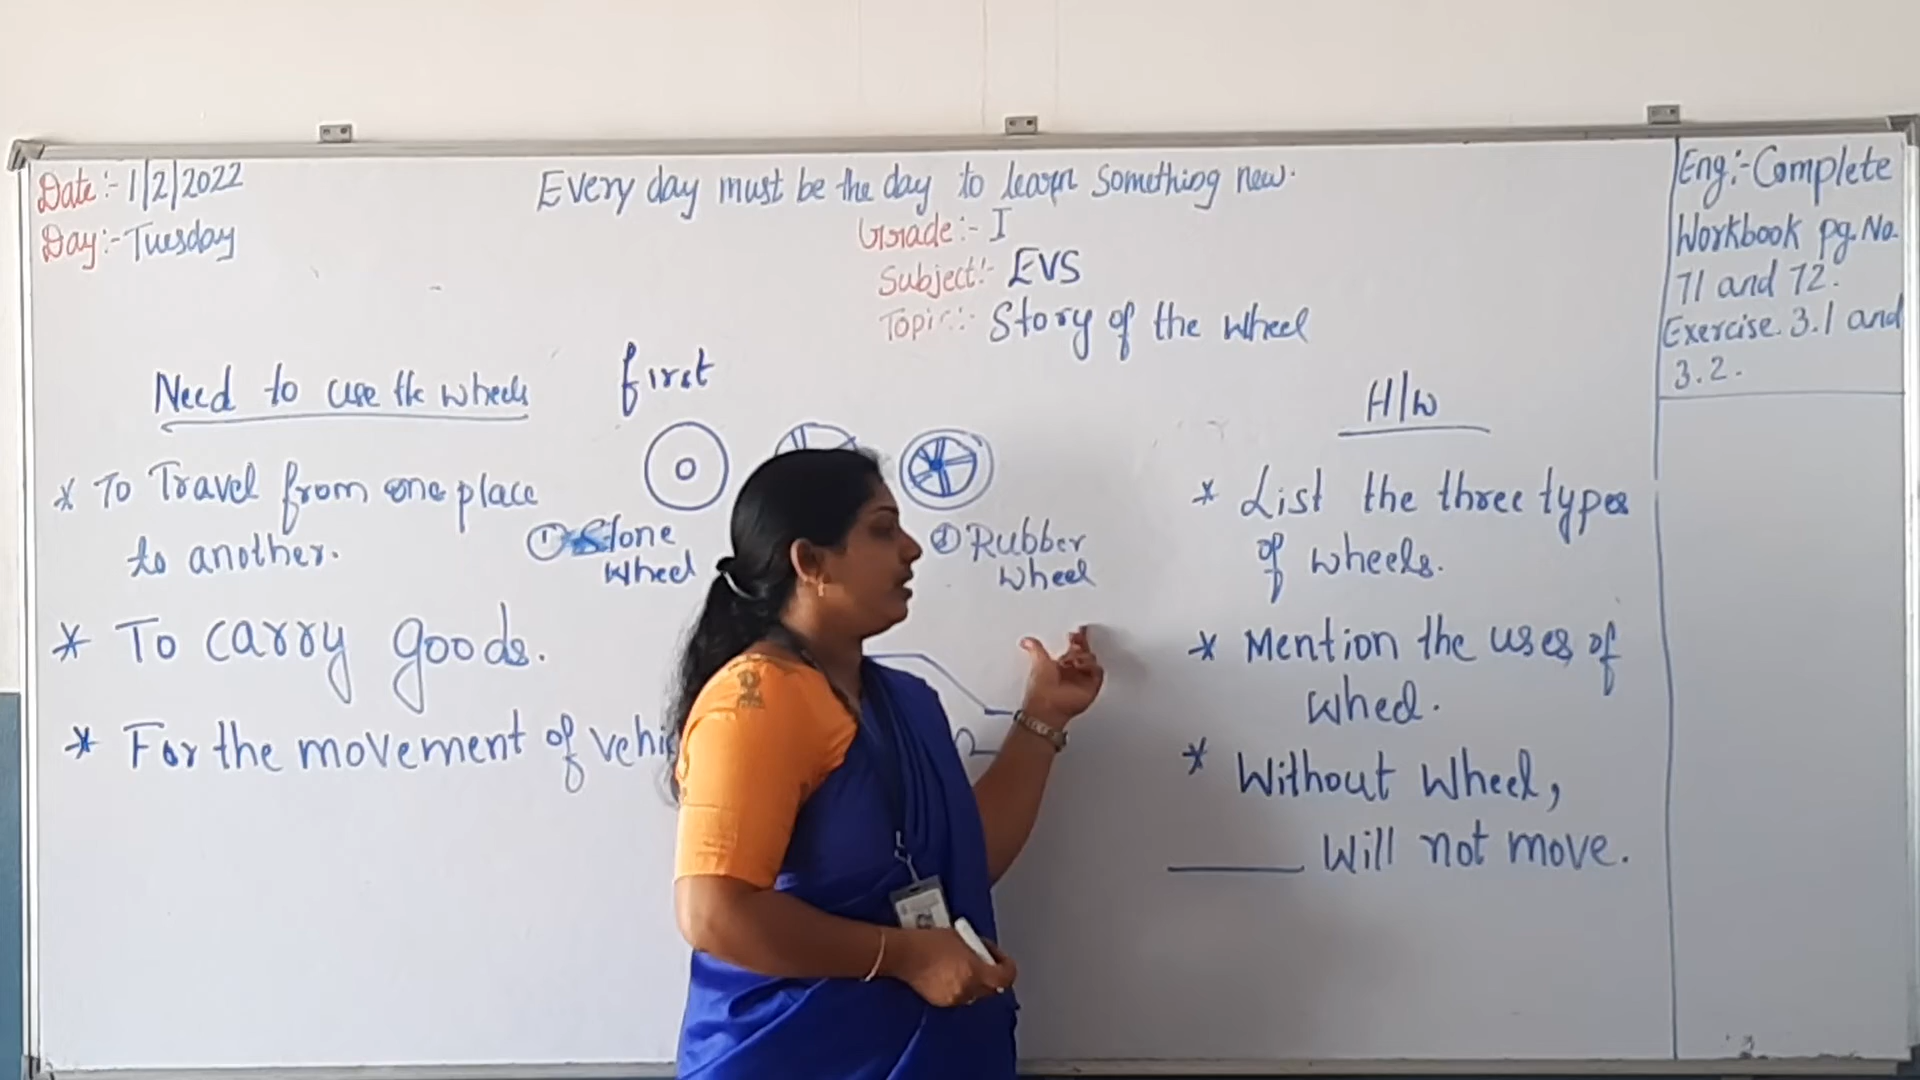 Date:- 1/2/2022
Day:- Tuesday
Every day must be the day to learn something new.
Grade:- I
Subject:- EVS
Topic:- Story of the wheel
Need to use the wheels
* To Travel from one place
to another.
* To carry goods.
* For the movement of vehi
first
① Stone
Wheel
Rubber
Wheel
H/w
* List the three types
of wheels.
* Mention the uses of
wheel.
* Without wheel,
______ will not move.
Eng:- Complete
Workbook pg. No.
71 and 72.
Exercise 3.1 and
3.2.